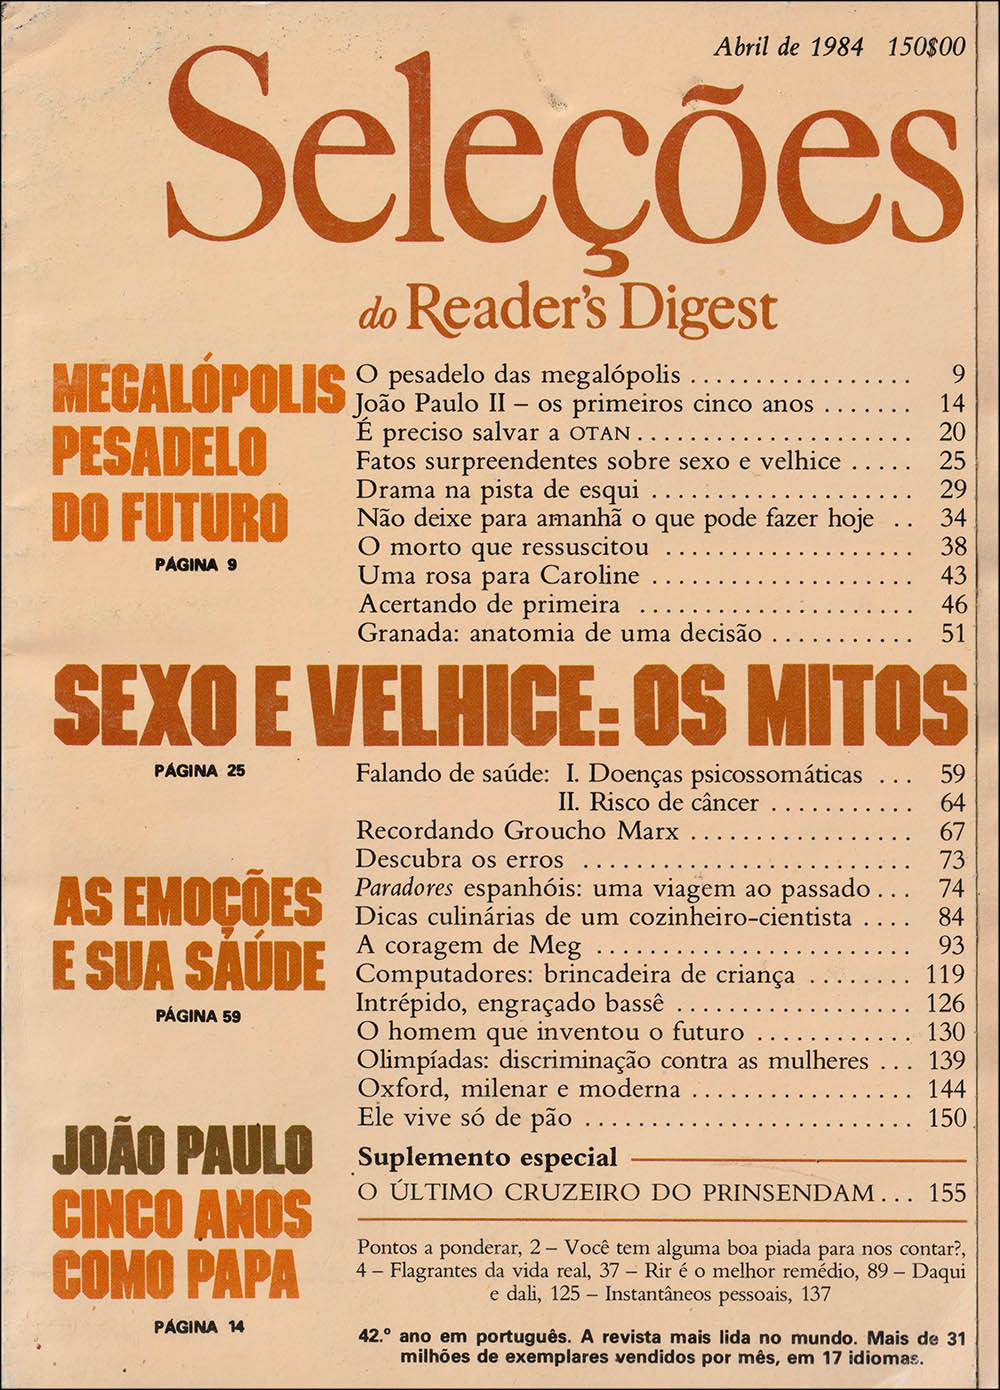 Abril de 1984 150$00
Seleções
do Reader's Digest
MEGALÓPOLIS
PESADELO
DO FUTURO
PÁGINA 9
O pesadelo das megalópolis ................. 9
João Paulo II – os primeiros cinco anos ....... 14
É preciso salvar a OTAN ..................... 20
Fatos surpreendentes sobre sexo e velhice ..... 25
Drama na pista de esqui .................... 29
Não deixe para amanhã o que pode fazer hoje .. 34
O morto que ressuscitou ................... 38
Uma rosa para Caroline .................... 43
Acertando de primeira ..................... 46
Granada: anatomia de uma decisão ........... 51
SEXO E VELHICE: OS MITOS
PÁGINA 25
Falando de saúde: I. Doenças psicossomáticas ... 59
II. Risco de câncer ........... 64
Recordando Groucho Marx ................. 67
Descubra os erros ......................... 73
Paradores espanhóis: uma viagem ao passado ... 74
Dicas culinárias de um cozinheiro-cientista .... 84
A coragem de Meg ........................ 93
Computadores: brincadeira de criança ........ 119
Intrépido, engraçado bassê .................. 126
O homem que inventou o futuro ............ 130
Olimpíadas: discriminação contra as mulheres ... 139
Oxford, milenar e moderna ................. 144
Ele vive só de pão ......................... 150
AS EMOÇÕES
E SUA SAÚDE
PÁGINA 59
JOÃO PAULO
CINCO ANOS
COMO PAPA
PÁGINA 14
Suplemento especial
O ÚLTIMO CRUZEIRO DO PRINSENDAM ... 155
Pontos a ponderar, 2 – Você tem alguma boa piada para nos contar?,
4 – Flagrantes da vida real, 37 – Rir é o melhor remédio, 89 – Daqui
e dali, 125 – Instantâneos pessoais, 137
42.º ano em português. A revista mais lida no mundo. Mais de 31
milhões de exemplares vendidos por mês, em 17 idiomas.